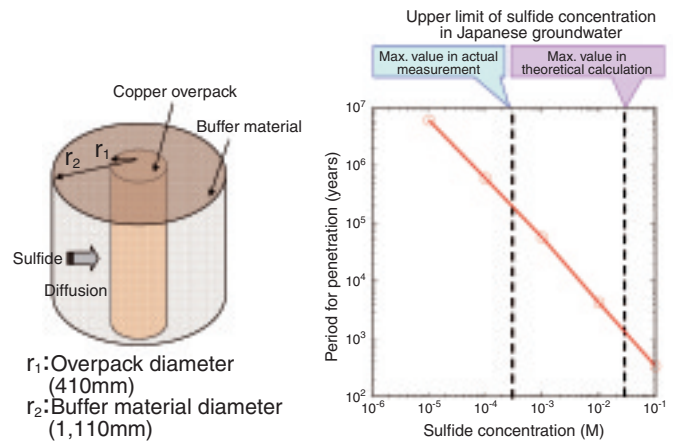 Copper overpack
Buffer material
r1
r2
Sulfide
Diffusion
r1:Overpack diameter
(410mm)
r2:Buffer material diameter
(1,110mm)
Upper limit of sulfide concentration
in Japanese groundwater
Max. value in actual
measurement
Max. value in
theoretical calculation
Period for penetration (years)
10^7
10^6
10^5
10^4
10^3
10^2
10^-6
10^-5
10^-4
10^-3
10^-2
10^-1
Sulfide concentration (M)